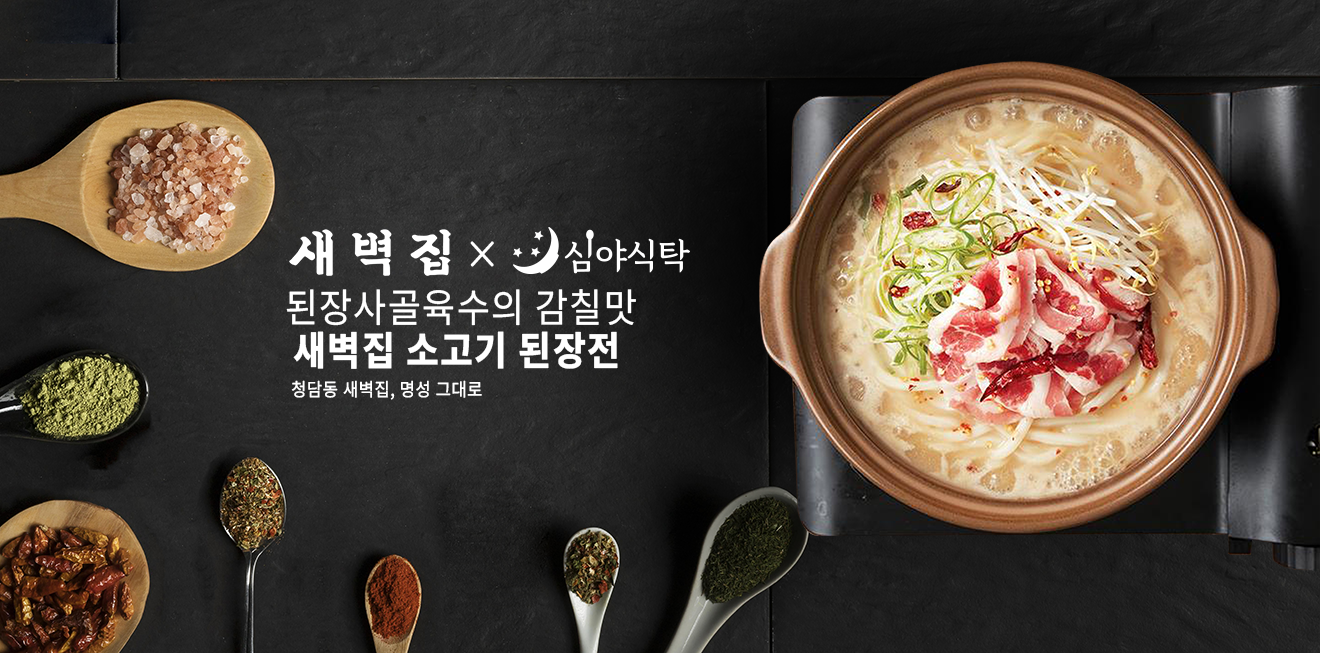 새벽집 × 심야식탁
된장사골육수의 감칠맛
새벽집 소고기 된장전
청담동 새벽집, 명성 그대로